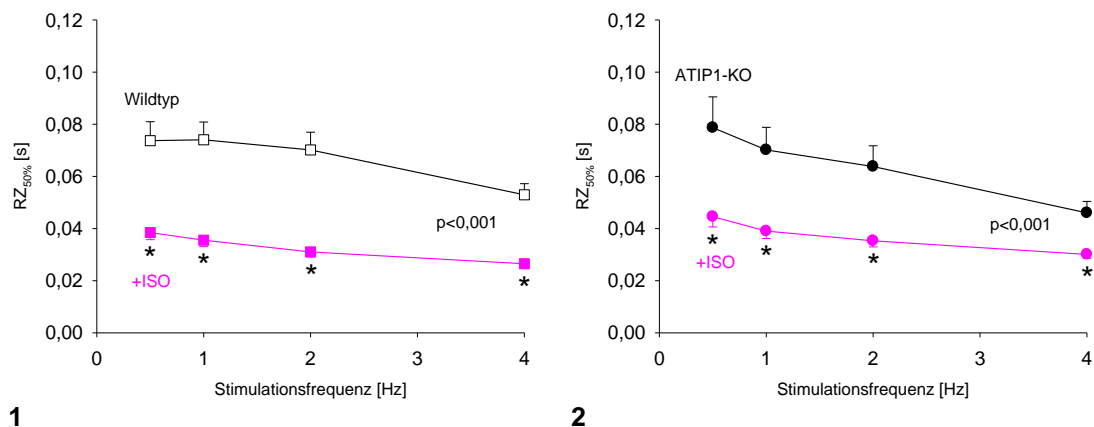 0,12
0,10
0,08
0,06
0,04
0,02
0,00
RZ50% [s]
Wildtyp
p<0,001
* * * *
+ISO
0 1 2 3 4
Stimulationsfrequenz [Hz]
1
0,12
0,10
0,08
0,06
0,04
0,02
0,00
RZ50% [s]
ATIP1-KO
p<0,001
* * * *
+ISO
0 1 2 3 4
Stimulationsfrequenz [Hz]
2